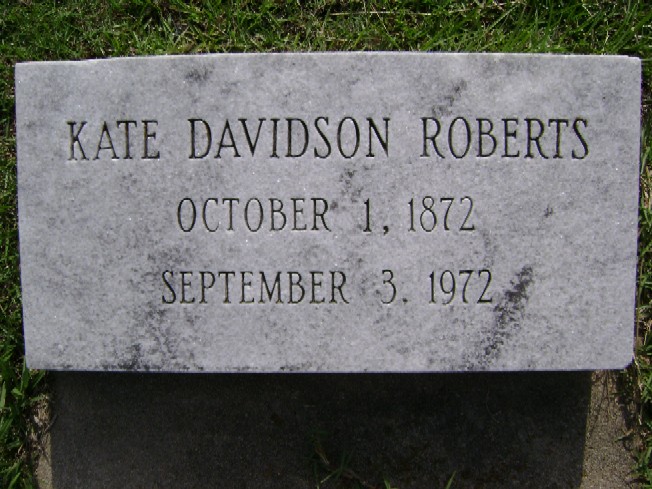 KATE DAVIDSON ROBERTS
OCTOBER 1, 1872
SEPTEMBER 3. 1972